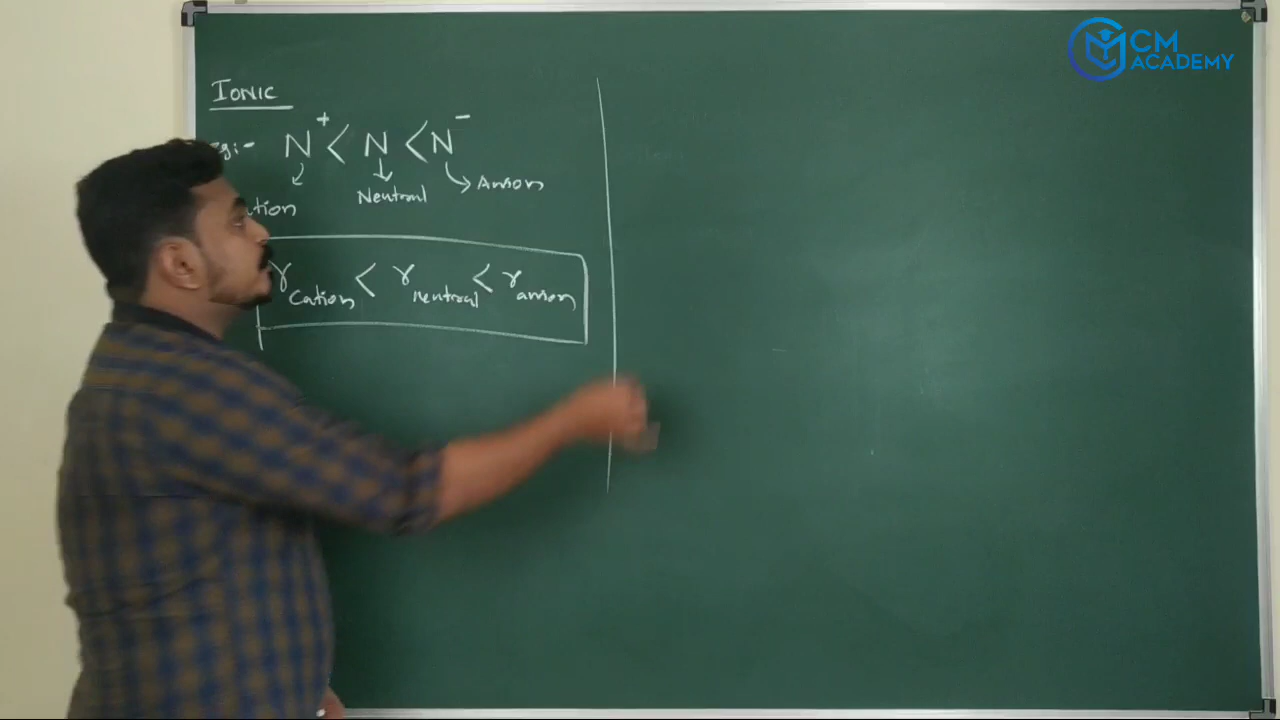 CM
ACADEMY
IONIC
N⁺ < N < N⁻
Neutral
Anion
r cation < r neutral < r anion